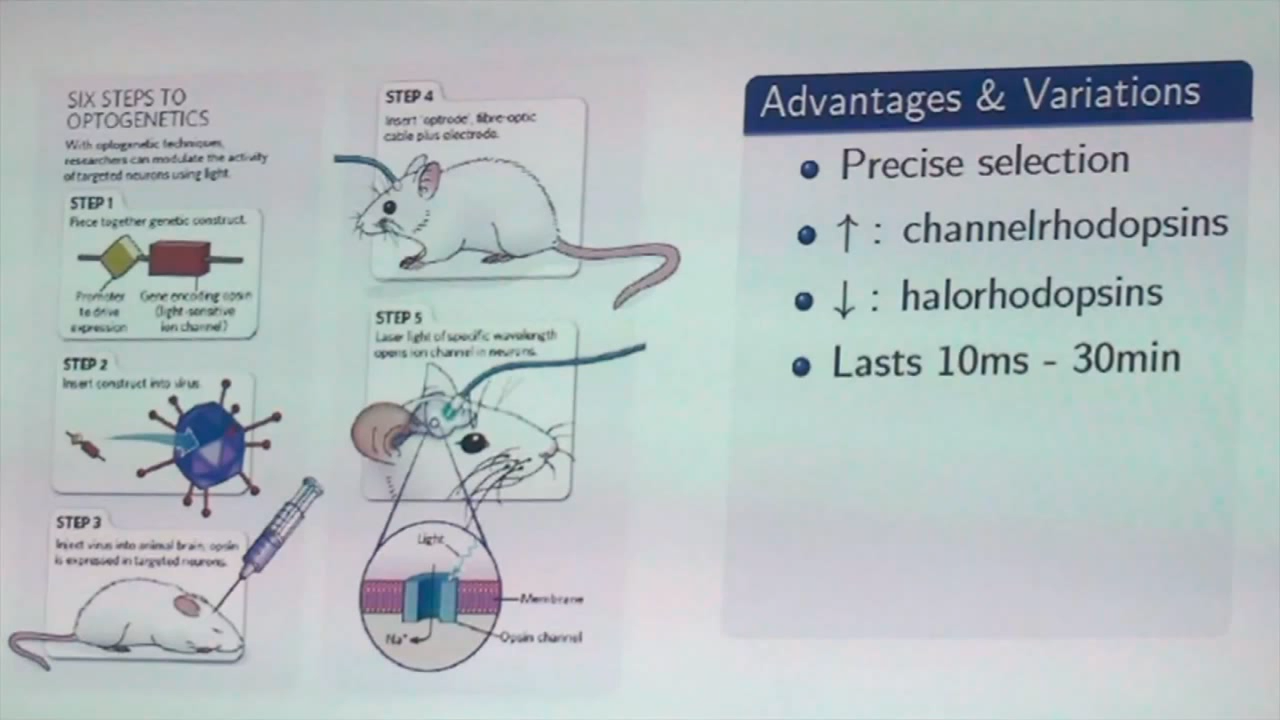 SIX STEPS TO
OPTOGENETICS
With optogenetic techniques,
researchers can modulate the activity
of targeted neurons using light.
STEP 1
Piece together genetic construct.
Promoter
to drive
expression
Gene encoding opsin
(light-sensitive
ion channel)
STEP 2
Insert construct into virus.
STEP 3
Inject virus into animal brain, opsin
is expressed in targeted neurons.
STEP 4
Insert 'optrode', fibre-optic
cable plus electrode.
STEP 5
Laser light of specific wavelength
opens ion channel in neurons.
Light
Membrane
Na⁺
Opsin channel
Advantages & Variations
• Precise selection
• ↑ : channelrhodopsins
• ↓ : halorhodopsins
• Lasts 10ms - 30min